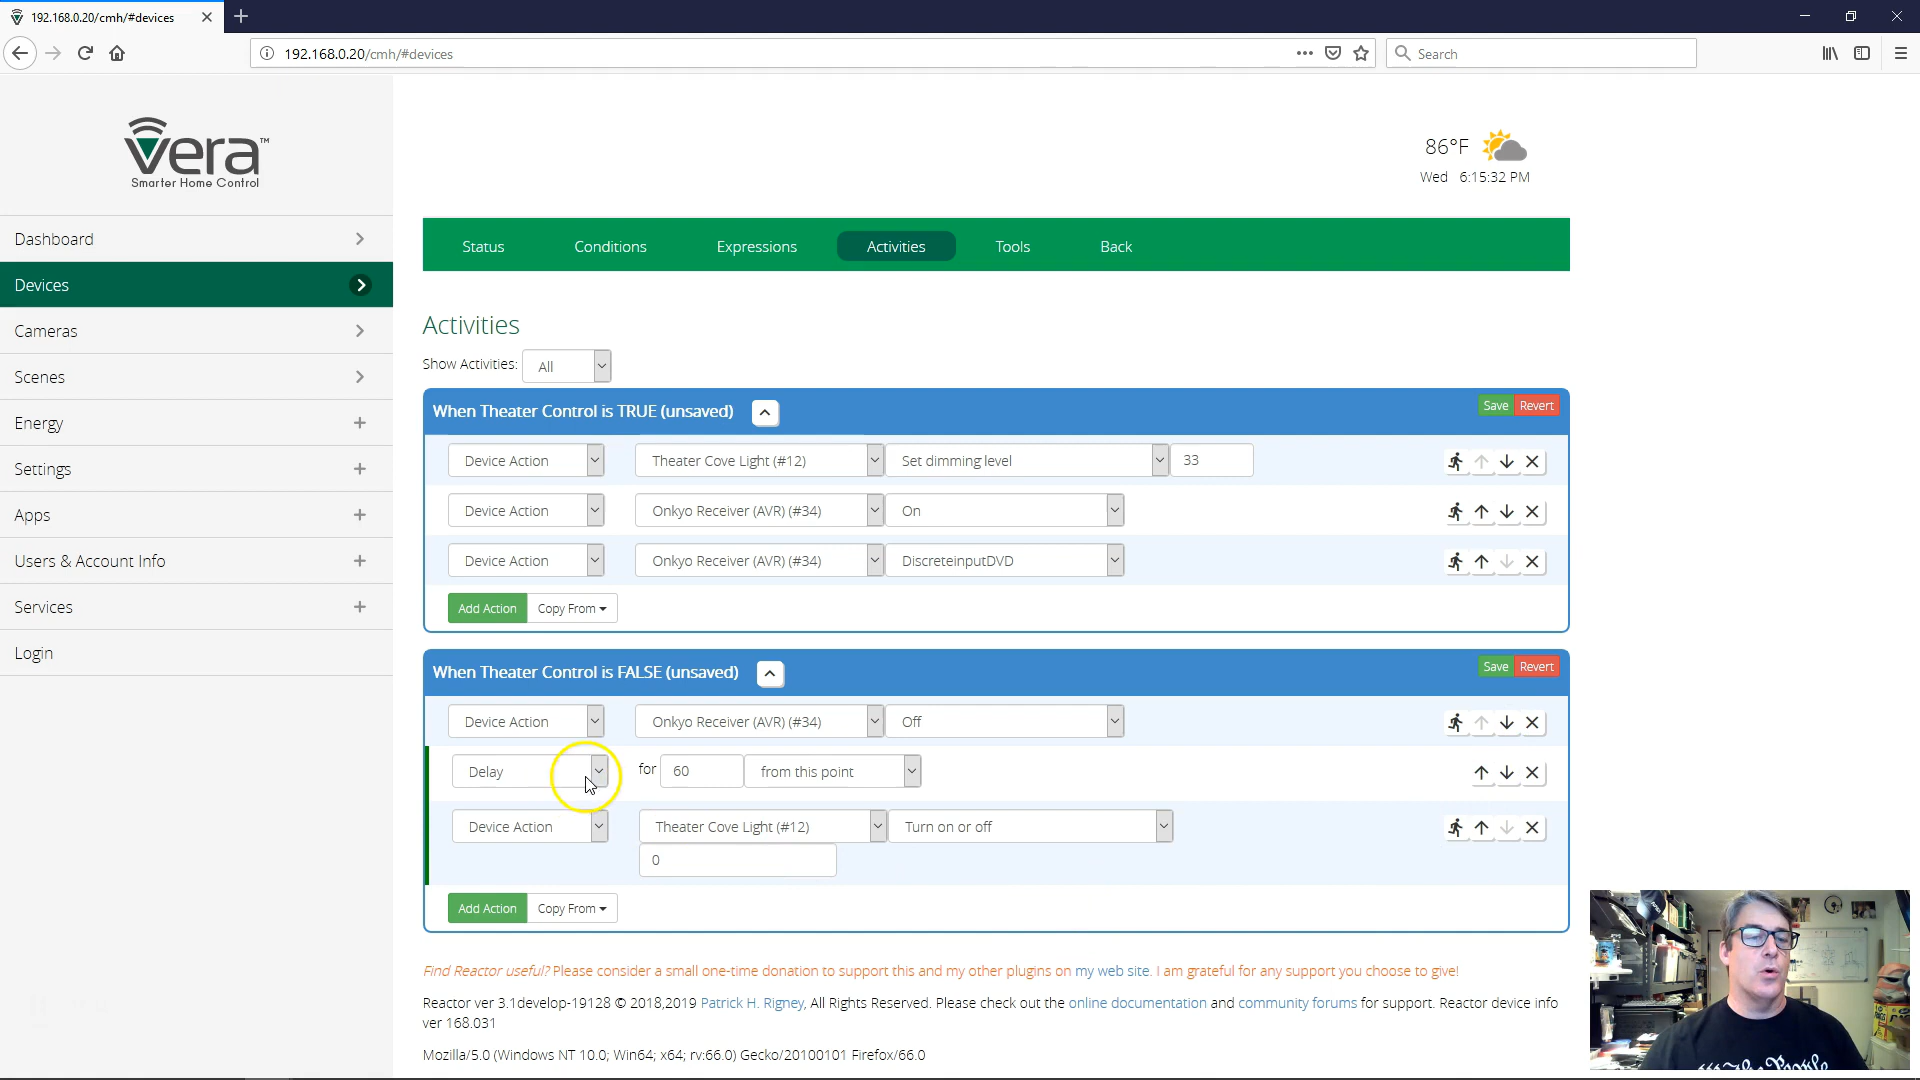 192.168.0.20/cmh/#devices
192.168.0.20/cmh/#devices
Search
vera™
Smarter Home Control
86°F
Wed 6:15:32 PM
Dashboard
Devices
Cameras
Scenes
Energy
Settings
Apps
Users & Account Info
Services
Login
Status Conditions Expressions Activities Tools Back
Activities
Show Activities: All
When Theater Control is TRUE (unsaved) Save Revert
Device Action Theater Cove Light (#12) Set dimming level 33
Device Action Onkyo Receiver (AVR) (#34) On
Device Action Onkyo Receiver (AVR) (#34) DiscreteinputDVD
Add Action Copy From
When Theater Control is FALSE (unsaved) Save Revert
Device Action Onkyo Receiver (AVR) (#34) Off
Delay for 60 from this point
Device Action Theater Cove Light (#12) Turn on or off
0
Add Action Copy From
Find Reactor useful? Please consider a small one-time donation to support this and my other plugins on my web site. I am grateful for any support you choose to give!
Reactor ver 3.1develop-19128 © 2018,2019 Patrick H. Rigney, All Rights Reserved. Please check out the online documentation and community forums for support. Reactor device info
ver 168.031
Mozilla/5.0 (Windows NT 10.0; Win64; x64; rv:66.0) Gecko/20100101 Firefox/66.0
We The People